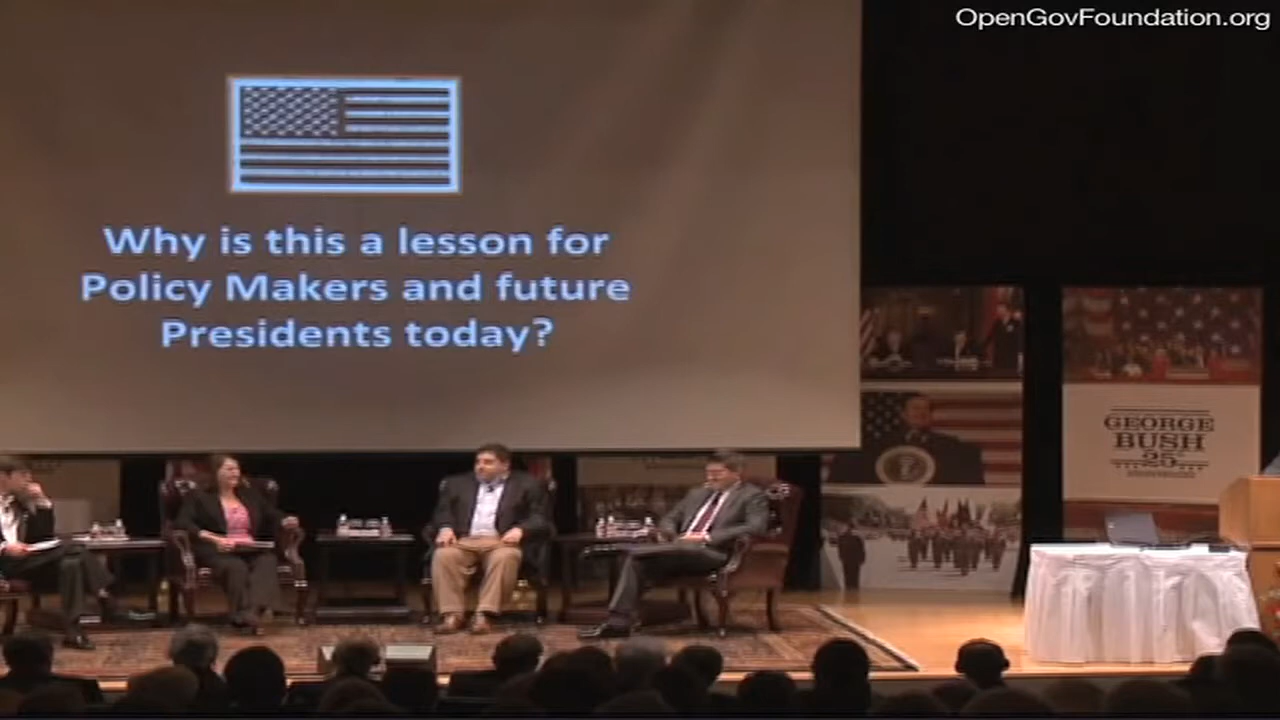 OpenGovFoundation.org
Why is this a lesson for
Policy Makers and future
Presidents today?
GEORGE
BUSH
25